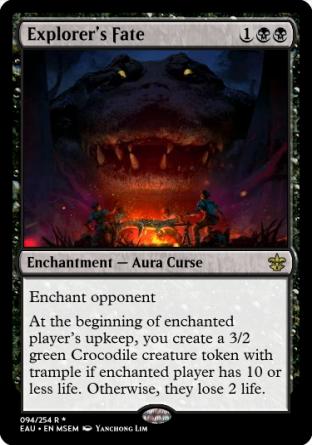 Explorer's Fate 1
Enchantment — Aura Curse
Enchant opponent
At the beginning of enchanted
player's upkeep, you create a 3/2
green Crocodile creature token with
trample if enchanted player has 10 or
less life. Otherwise, they lose 2 life.
094/254 R *
EAU • EN MSEM Yanchong Lim